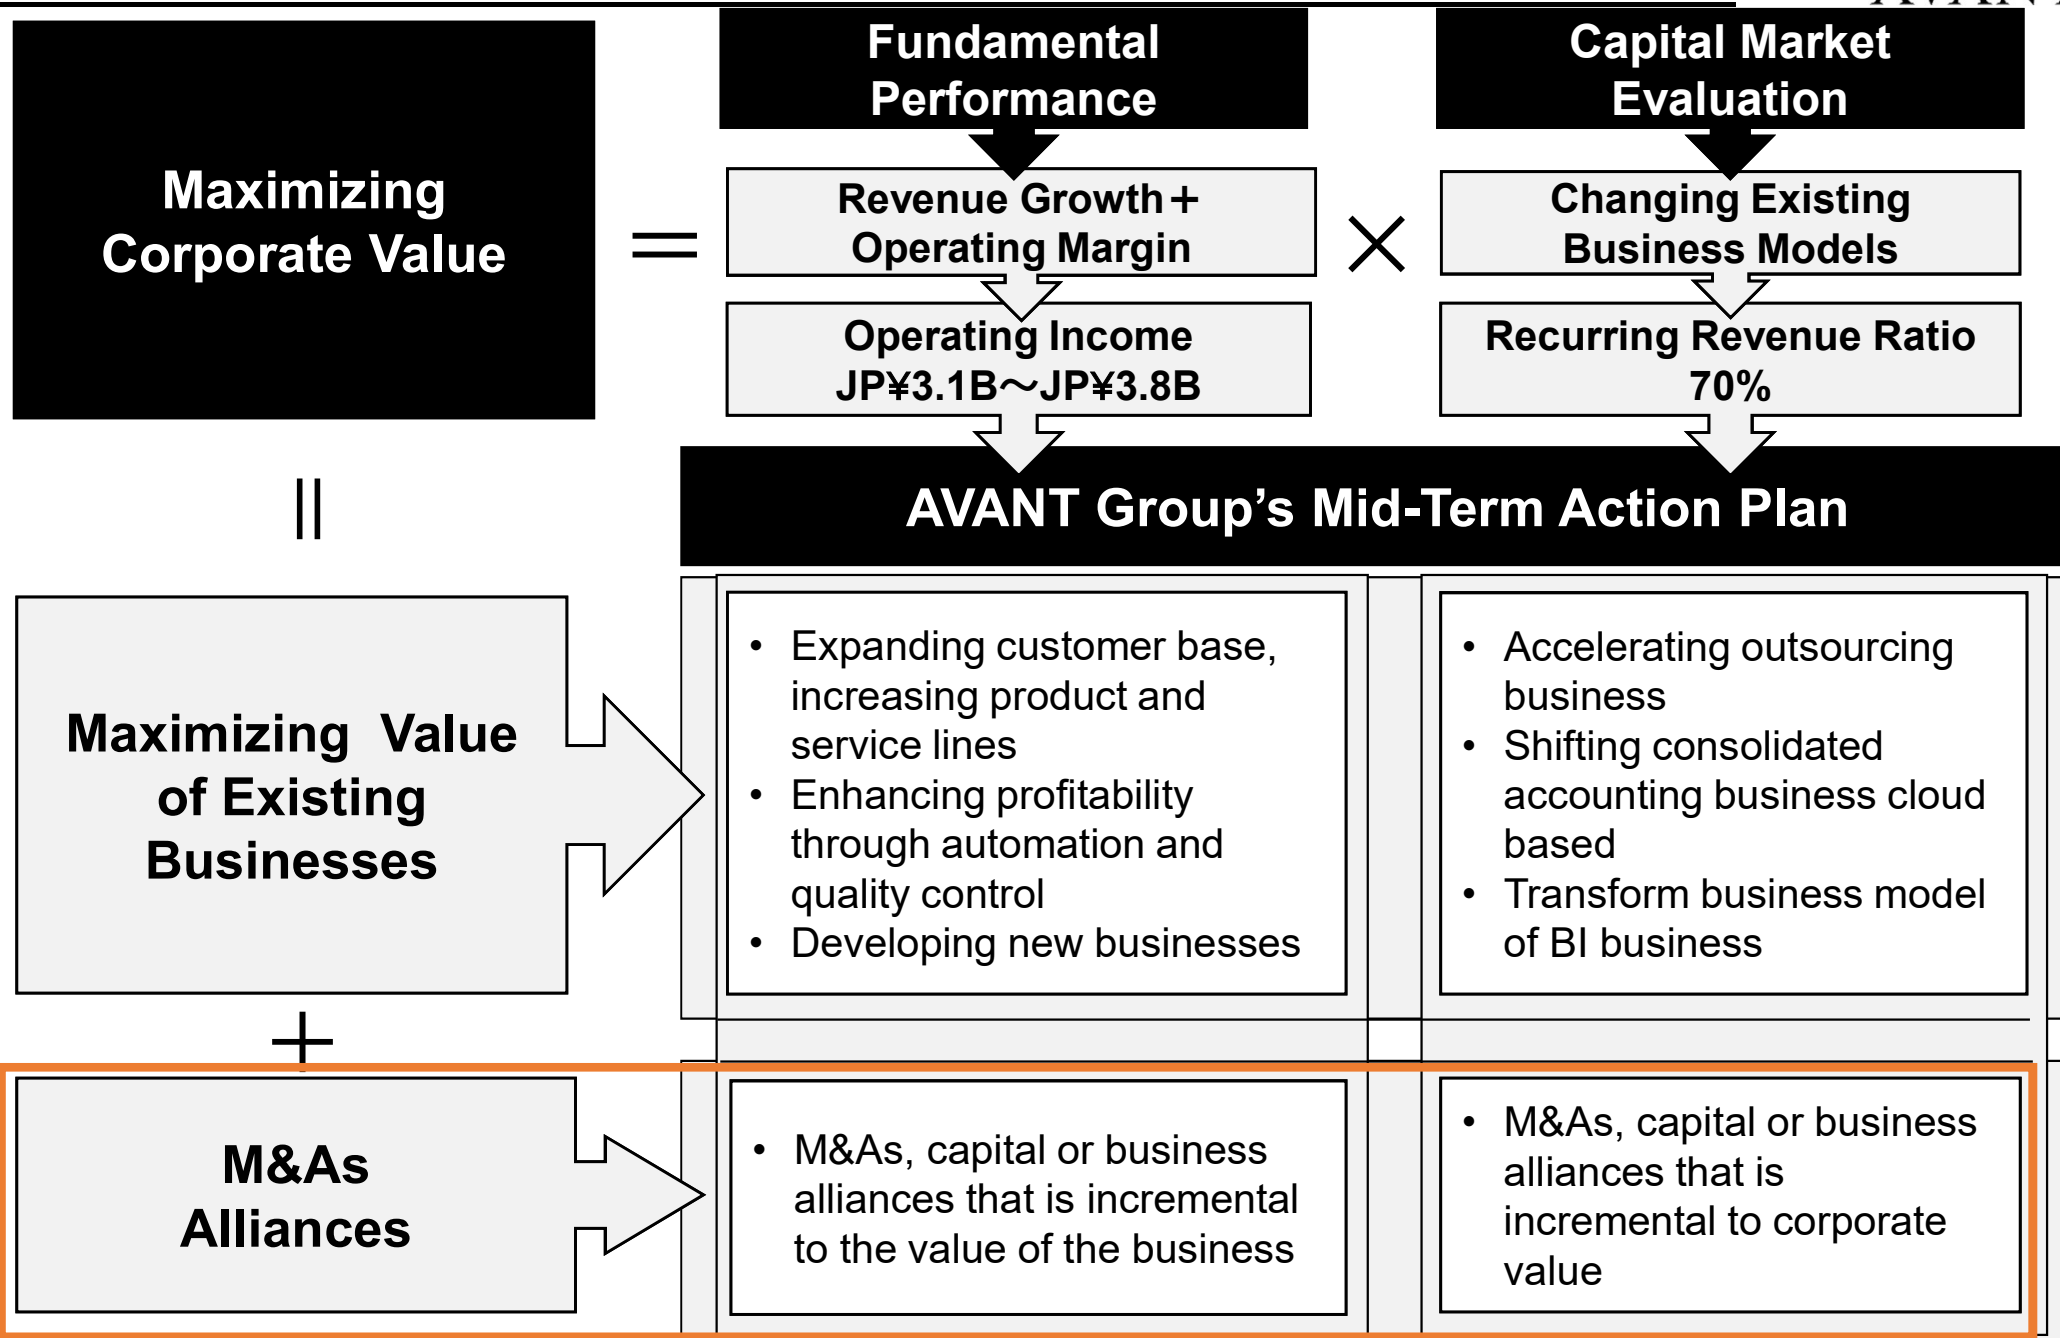 Fundamental
Performance
Capital Market
Evaluation
Maximizing
Corporate Value
=
Revenue Growth+
Operating Margin
×
Changing Existing
Business Models
Operating Income
JP¥3.1B～JP¥3.8B
Recurring Revenue Ratio
70%
AVANT Group’s Mid-Term Action Plan
Maximizing Value
of Existing
Businesses
• Expanding customer base,
increasing product and
service lines
• Enhancing profitability
through automation and
quality control
• Developing new businesses
• Accelerating outsourcing
business
• Shifting consolidated
accounting business cloud
based
• Transform business model
of BI business
+
M&As
Alliances
• M&As, capital or business
alliances that is incremental
to the value of the business
• M&As, capital or business
alliances that is
incremental to corporate
value